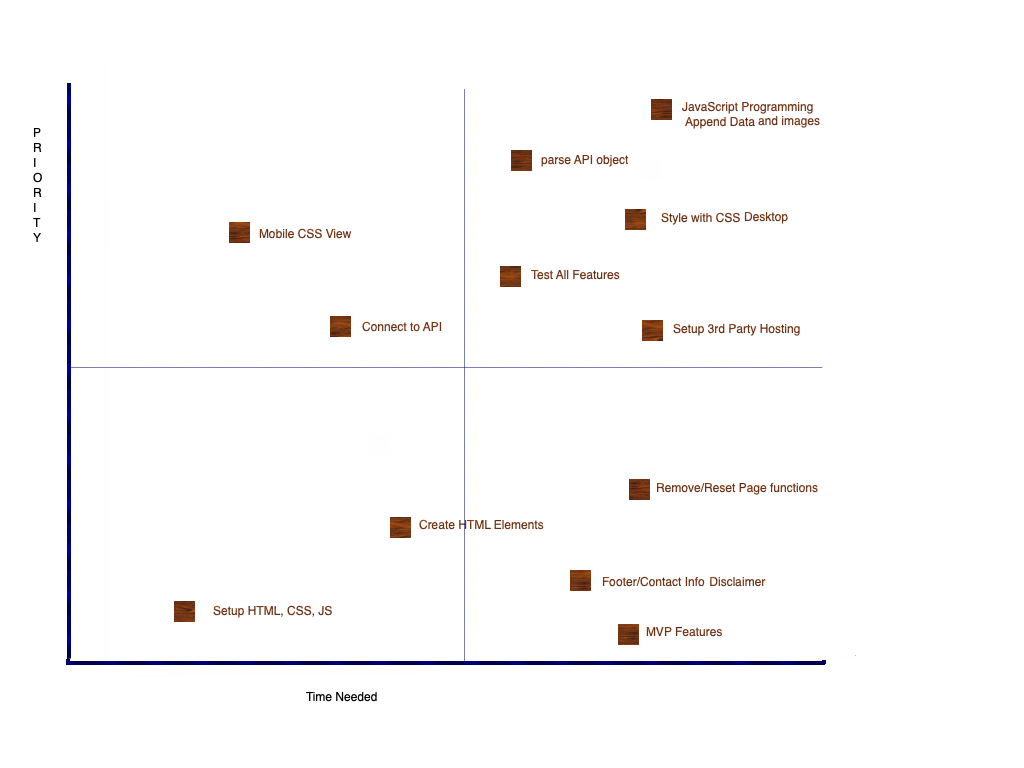 PRIORITY
JavaScript Programming
Append Data and images
parse API object
Style with CSS Desktop
Mobile CSS View
Test All Features
Connect to API
Setup 3rd Party Hosting
Remove/Reset Page functions
Create HTML Elements
Footer/Contact Info Disclaimer
Setup HTML, CSS, JS
MVP Features
Time Needed